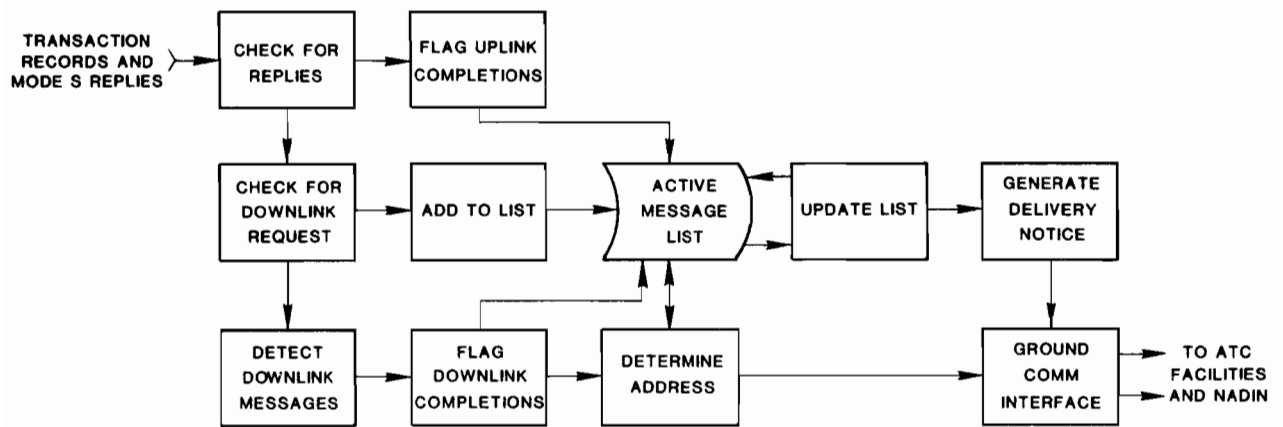 TRANSACTION
RECORDS AND
MODE S REPLIES
CHECK FOR
REPLIES
FLAG UPLINK
COMPLETIONS
CHECK FOR
DOWNLINK
REQUEST
ADD TO LIST
ACTIVE
MESSAGE
LIST
UPDATE LIST
GENERATE
DELIVERY
NOTICE
DETECT
DOWNLINK
MESSAGES
FLAG
DOWNLINK
COMPLETIONS
DETERMINE
ADDRESS
GROUND
COMM
INTERFACE
TO ATC
FACILITIES
AND NADIN